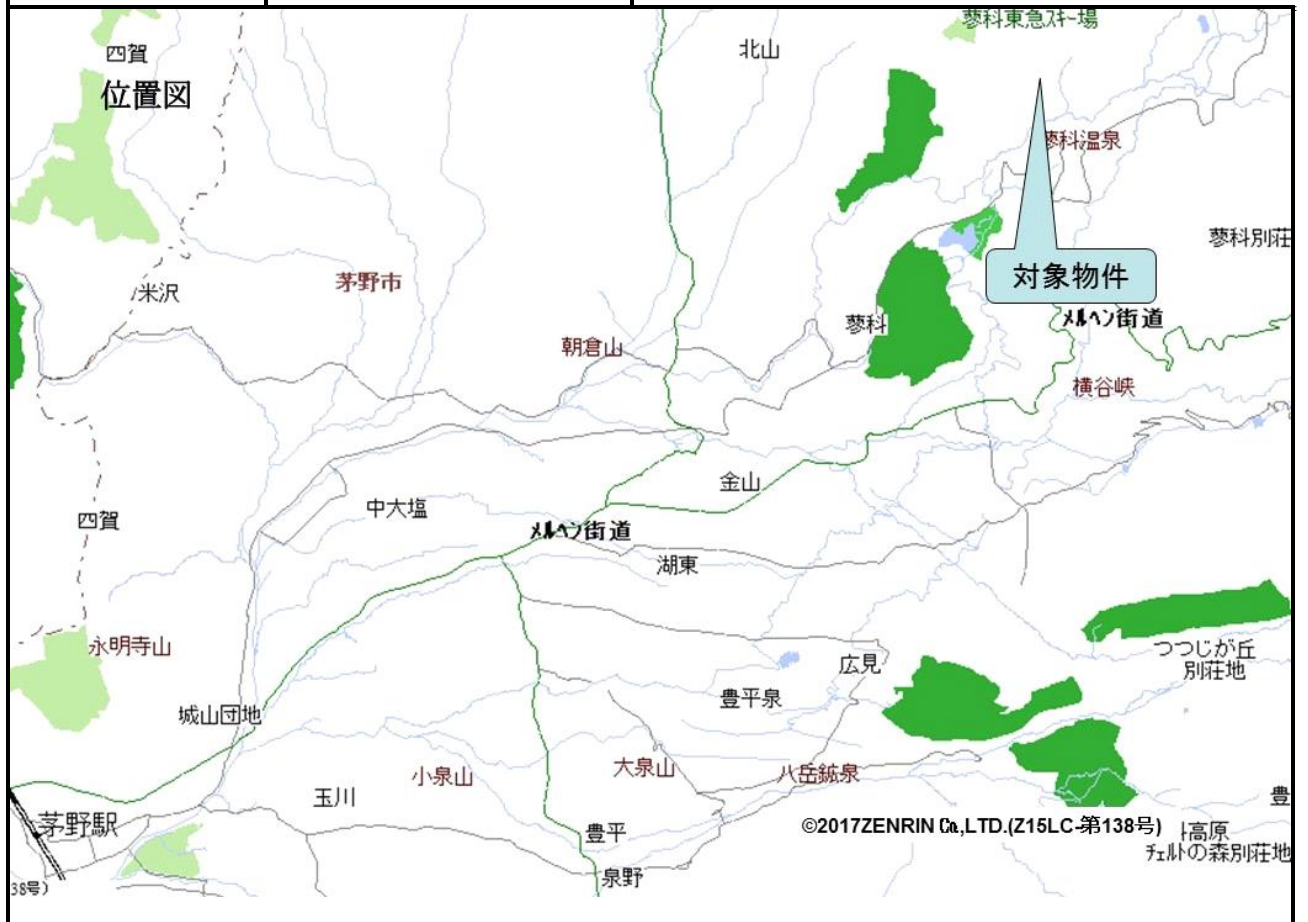 蓼科東急スキー場
四賀
北山
位置図
蓼科温泉
蓼科別荘
対象物件
茅野市
米沢
蓼科
メルヘン街道
朝倉山
横谷峡
金山
中大塩
四賀
メルヘン街道
湖東
永明寺山
つつじが丘
別荘地
広見
豊平泉
城山団地
小泉山
大泉山
八岳鉱泉
玉川
豊
茅野駅
豊平
©2017ZENRIN Co,LTD.(Z15LC-第138号)
高原
チェルトの森別荘地
泉野
38号)